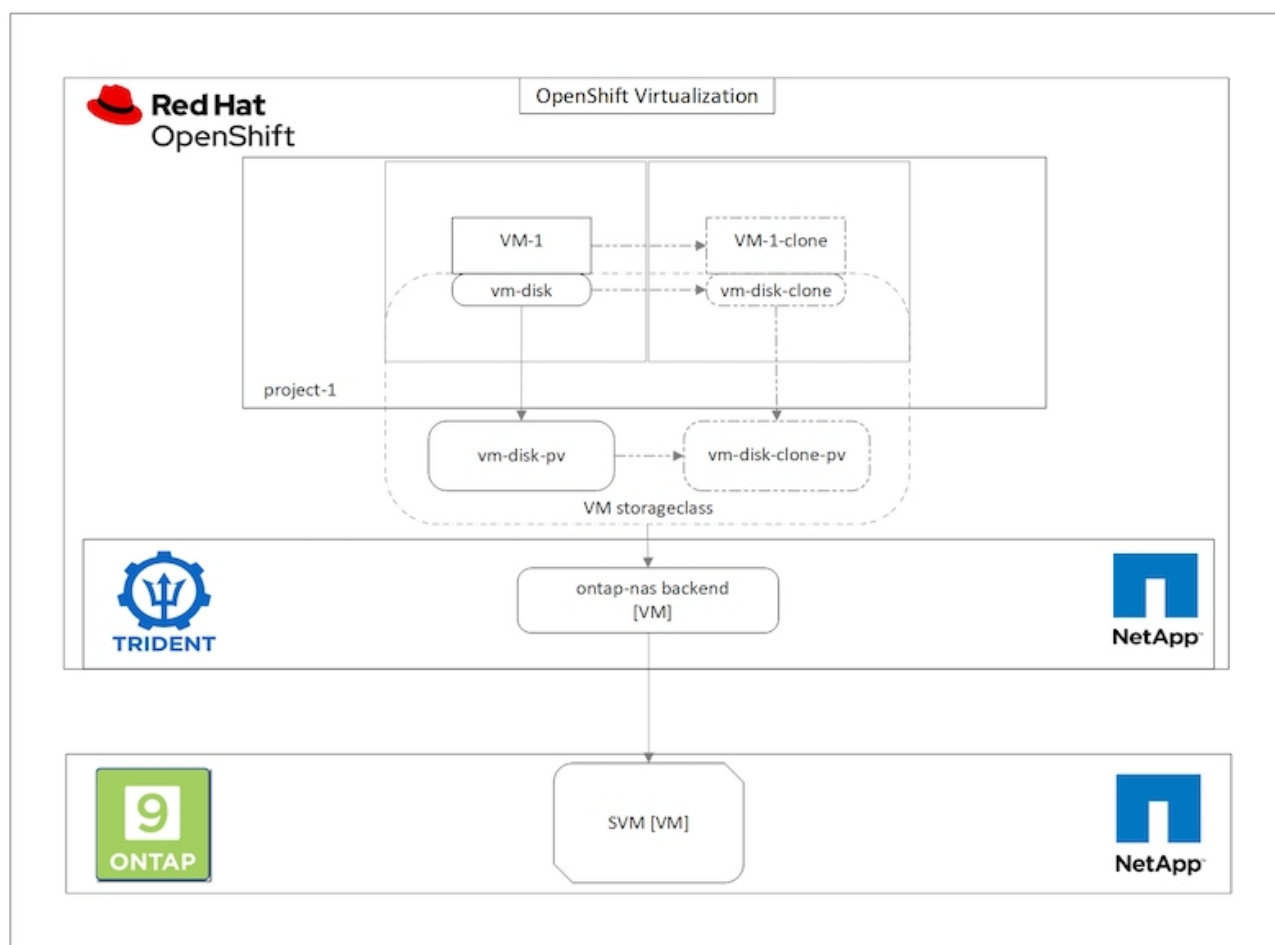 OpenShift Virtualization
Red Hat
OpenShift
VM-1
VM-1-clone
vm-disk
vm-disk-clone
project-1
vm-disk-pv
vm-disk-clone-pv
VM storageclass
TRIDENT
ontap-nas backend
[VM]
NetApp
9
ONTAP
SVM [VM]
NetApp